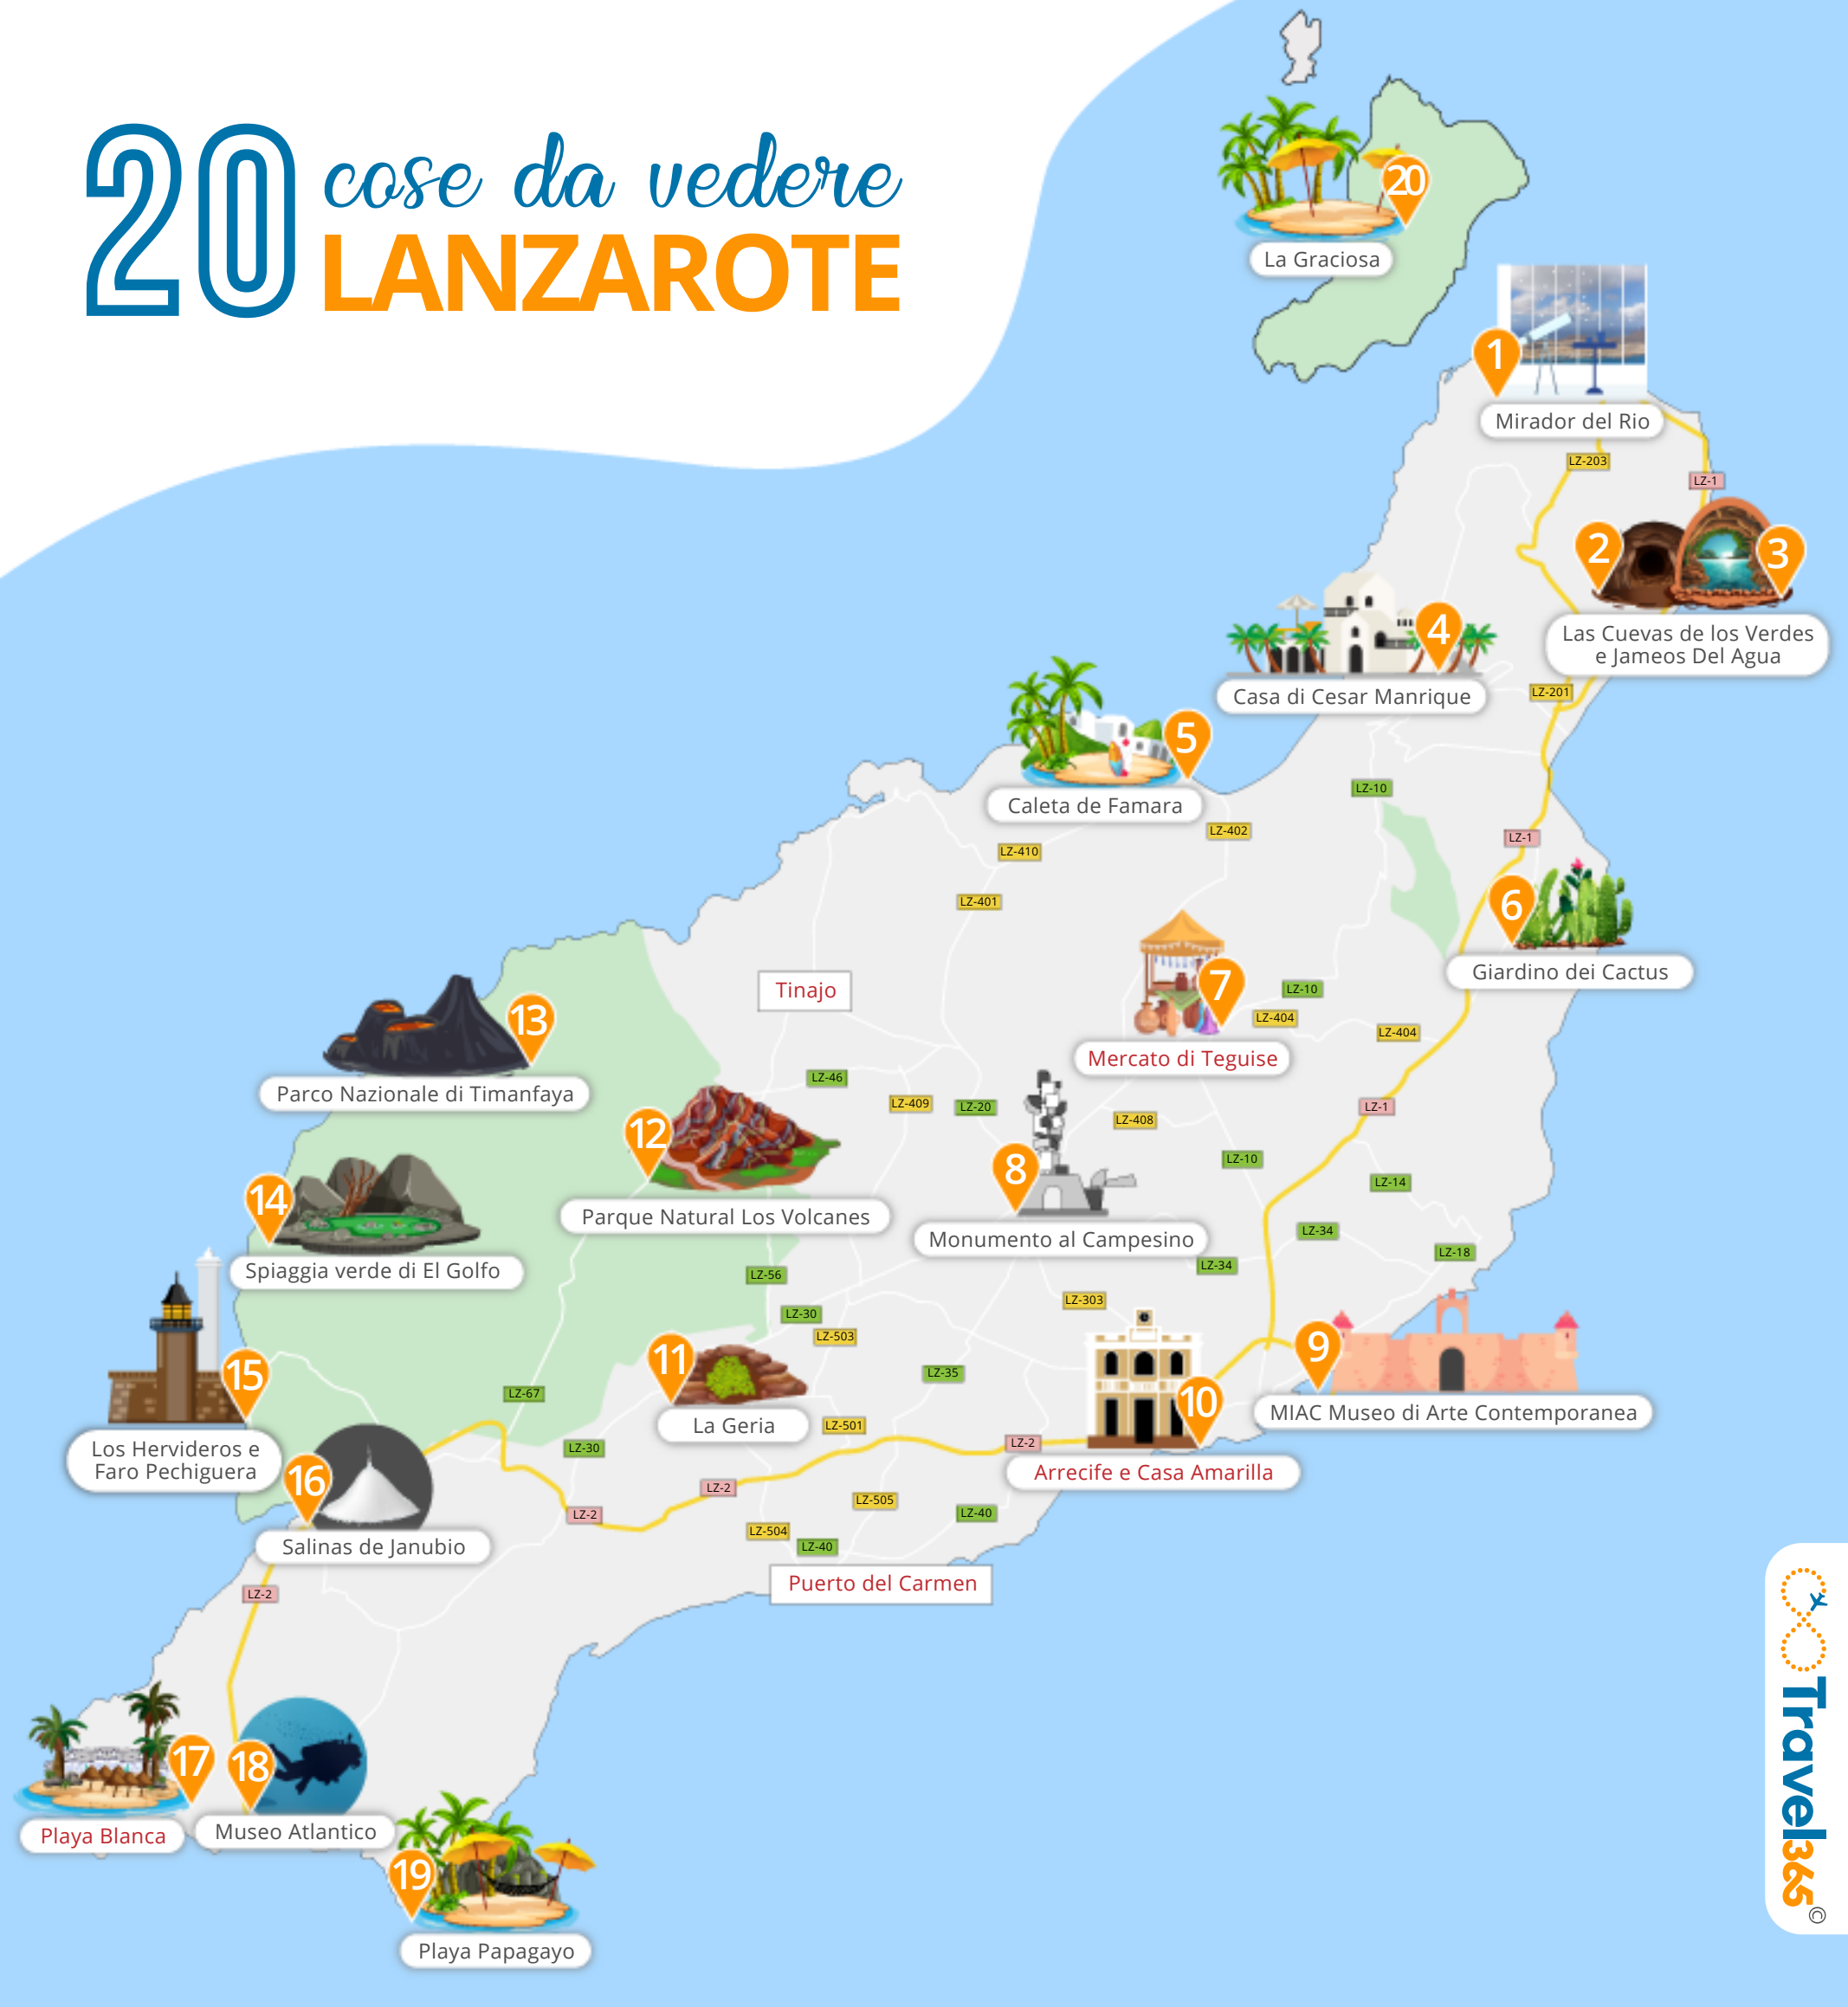 20 cose da vedere
LANZAROTE
20
La Graciosa
1
Mirador del Rio
LZ-203
LZ-1
2
3
Las Cuevas de los Verdes
e Jameos Del Agua
4
Casa di Cesar Manrique
LZ-201
5
Caleta de Famara
LZ-10
LZ-402
LZ-1
LZ-410
LZ-401
6
Giardino dei Cactus
7
Tinajo
LZ-10
LZ-404
LZ-404
Mercato di Teguise
13
Parco Nazionale di Timanfaya
LZ-46
LZ-409
LZ-20
LZ-408
LZ-1
12
Parque Natural Los Volcanes
8
Monumento al Campesino
LZ-10
LZ-14
14
Spiaggia verde di El Golfo
LZ-34
LZ-18
LZ-34
LZ-56
LZ-303
LZ-30
LZ-503
15
Los Hervideros e
Faro Pechiguera
11
La Geria
LZ-35
9
MIAC Museo di Arte Contemporanea
10
Arrecife e Casa Amarilla
LZ-67
LZ-501
LZ-30
LZ-2
16
Salinas de Janubio
LZ-2
LZ-2
LZ-505
LZ-40
LZ-504
LZ-40
Puerto del Carmen
LZ-2
17
Playa Blanca
18
Museo Atlantico
19
Playa Papagayo
Travel365©